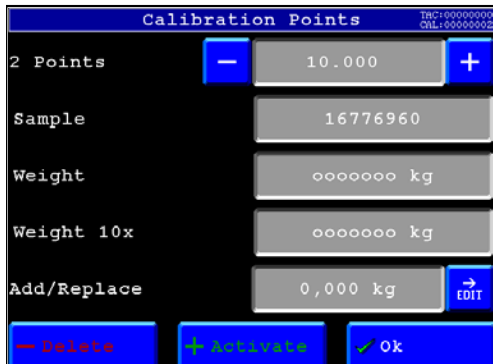 Calibration Points
TAC:00000000
CAL:00000002
2 Points − 10.000 +
Sample 16776960
Weight ooooooo kg
Weight 10x ooooooo kg
Add/Replace 0,000 kg → EDIT
− Delete + Activate ✓ Ok